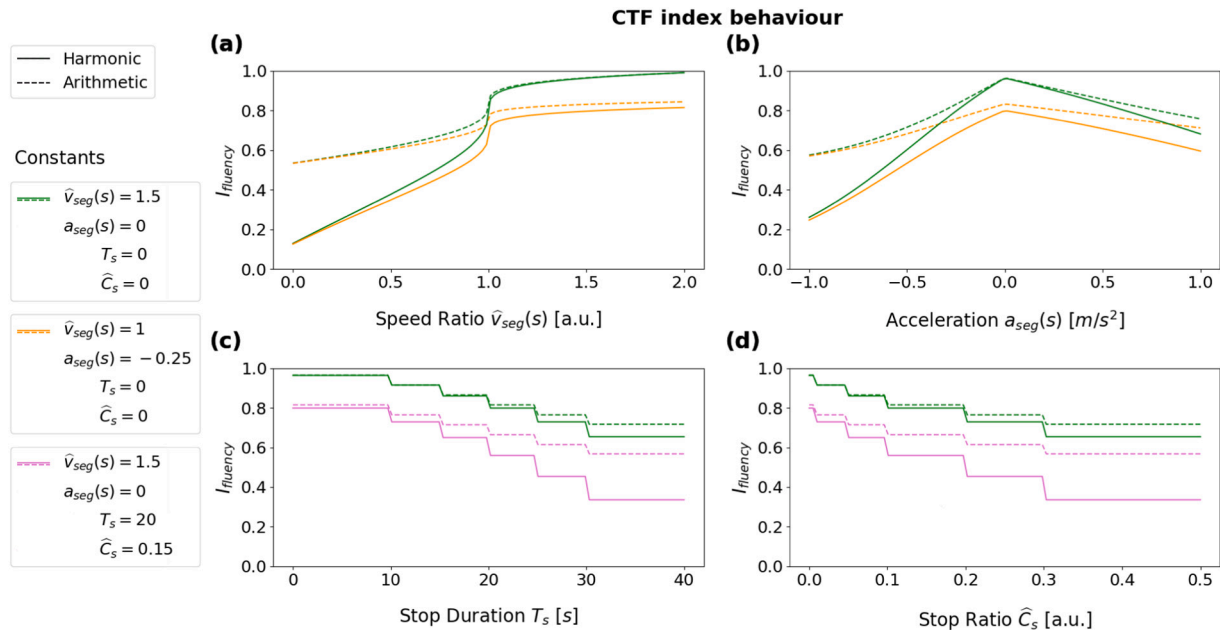 CTF index behaviour
Harmonic
Arithmetic
Constants
v̂seg(s) = 1.5
aseg(s) = 0
Ts = 0
Ĉs = 0
v̂seg(s) = 1
aseg(s) = −0.25
Ts = 0
Ĉs = 0
v̂seg(s) = 1.5
aseg(s) = 0
Ts = 20
Ĉs = 0.15
(a)
Ifluency
1.0
0.8
0.6
0.4
0.2
0.0
0.0 0.5 1.0 1.5 2.0
Speed Ratio v̂seg(s) [a.u.]
(b)
Ifluency
1.0
0.8
0.6
0.4
0.2
0.0
−1.0 −0.5 0.0 0.5 1.0
Acceleration aseg(s) [m/s²]
(c)
Ifluency
1.0
0.8
0.6
0.4
0.2
0.0
0 10 20 30 40
Stop Duration Ts [s]
(d)
Ifluency
1.0
0.8
0.6
0.4
0.2
0.0
0.0 0.1 0.2 0.3 0.4 0.5
Stop Ratio Ĉs [a.u.]